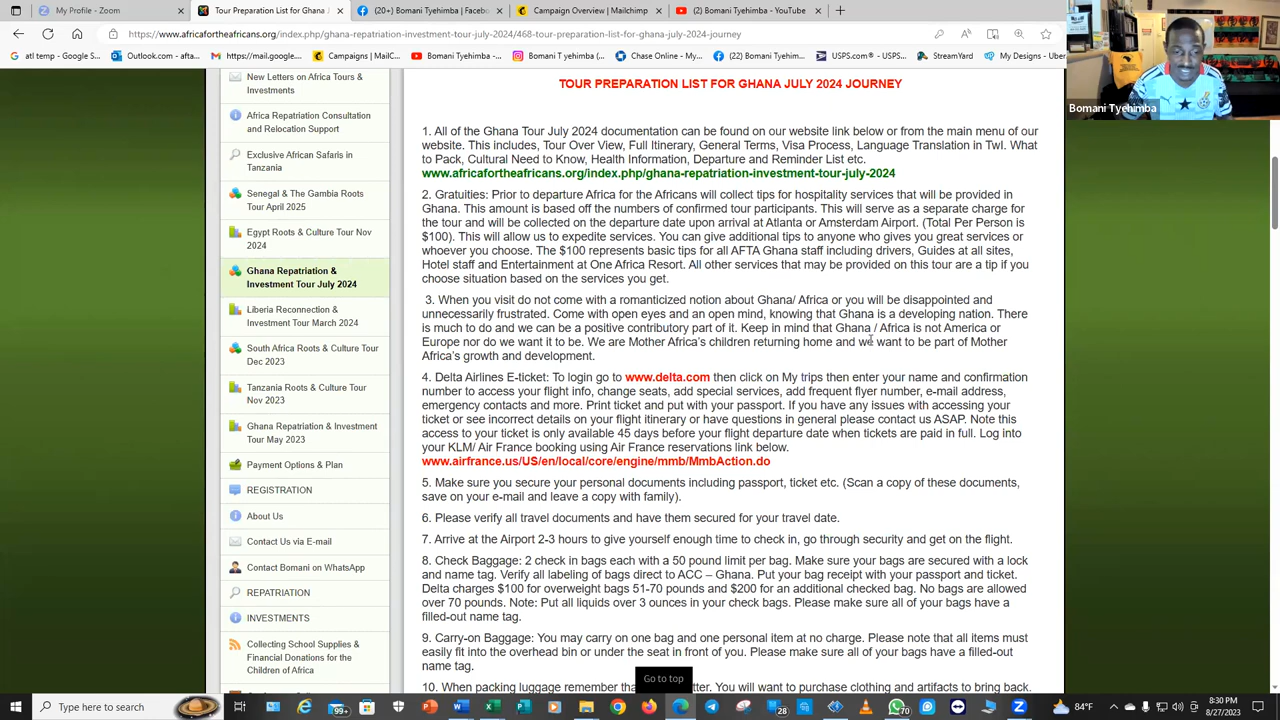 My Profile - Zoom
Tour Preparation List for Ghana J
(20+) Bomani Tyehimba | Facebo
Campaign Overview | Mailchimp
(2) Bomani Tyehimba - YouTube
https://www.africafortheafricans.org/index.php/ghana-repatriation-investment-tour-july-2024/468-tour-preparation-list-for-ghana-july-2024-journey
atl temp - Google S...
Outlook.com - afta...
https://mail.google...
Campaigns | MailC...
Bomani Tyehimba -...
(22) Bomani Tyehi...
Bomani T yehimba (...
Chase Online - My...
(22) Bomani Tyehi...
USPS.com® - USPS...
StreamYard
My Designs - Uber
Bomani Tyehimba
New Letters on Africa Tours &
Investments
Africa Repatriation Consultation
and Relocation Support
Exclusive African Safaris in
Tanzania
Senegal & The Gambia Roots
Tour April 2025
Egypt Roots & Culture Tour Nov
2024
Ghana Repatriation &
Investment Tour July 2024
Liberia Reconnection &
Investment Tour March 2024
South Africa Roots & Culture Tour
Dec 2023
Tanzania Roots & Culture Tour
Nov 2023
Ghana Repatriation & Investment
Tour May 2023
Payment Options & Plan
REGISTRATION
About Us
Contact Us via E-mail
Contact Bomani on WhatsApp
REPATRIATION
INVESTMENTS
Collecting School Supplies &
Financial Donations for the
Children of Africa
TOUR PREPARATION LIST FOR GHANA JULY 2024 JOURNEY
1. All of the Ghana Tour July 2024 documentation can be found on our website link below or from the main menu of our
website. This includes, Tour Over View, Full Itinerary, General Terms, Visa Process, Language Translation in TwI. What
to Pack, Cultural Need to Know, Health Information, Departure and Reminder List etc.
www.africafortheafricans.org/index.php/ghana-repatriation-investment-tour-july-2024
2. Gratuities: Prior to departure Africa for the Africans will collect tips for hospitality services that will be provided in
Ghana. This amount is based off the numbers of confirmed tour participants. This will serve as a separate charge for
the tour and will be collected on the departure date upon arrival at Atlanta or Amsterdam Airport. (Total Per Person is
$100). This will allow us to expedite services. You can give additional tips to anyone who gives you great services or
whoever you choose. The $100 represents basic tips for all AFTA Ghana staff including drivers, Guides at all sites,
Hotel staff and Entertainment at One Africa Resort. All other services that may be provided on this tour are a tip if you
choose situation based on the services you get.
3. When you visit do not come with a romanticized notion about Ghana/ Africa or you will be disappointed and
unnecessarily frustrated. Come with open eyes and an open mind, knowing that Ghana is a developing nation. There
is much to do and we can be a positive contributory part of it. Keep in mind that Ghana / Africa is not America or
Europe nor do we want it to be. We are Mother Africa's children returning home and we want to be part of Mother
Africa's growth and development.
4. Delta Airlines E-ticket: To login go to www.delta.com then click on My trips then enter your name and confirmation
number to access your flight info, change seats, add special services, add frequent flyer number, e-mail address,
emergency contacts and more. Print ticket and put with your passport. If you have any issues with accessing your
ticket or see incorrect details on your flight itinerary or have questions in general please contact us ASAP. Note this
access to your ticket is only available 45 days before your flight departure date when tickets are paid in full. Log into
your KLM/ Air France booking using Air France reservations link below.
www.airfrance.us/US/en/local/core/engine/mmb/MmbAction.do
5. Make sure you secure your personal documents including passport, ticket etc. (Scan a copy of these documents,
save on your e-mail and leave a copy with family).
6. Please verify all travel documents and have them secured for your travel date.
7. Arrive at the Airport 2-3 hours to give yourself enough time to check in, go through security and get on the flight.
8. Check Baggage: 2 check in bags each with a 50 pound limit per bag. Make sure your bags are secured with a lock
and name tag. Verify all labeling of bags direct to ACC – Ghana. Put your bag receipt with your passport and ticket.
Delta charges $100 for overweight bags 51-70 pounds and $200 for an additional checked bag. No bags are allowed
over 70 pounds. Note: Put all liquids over 3 ounces in your check bags. Please make sure all of your bags have a
filled-out name tag.
9. Carry-on Baggage: You may carry on one bag and one personal item at no charge. Please note that all items must
easily fit into the overhead bin or under the seat in front of you. Please make sure all of your bags have a filled-out
name tag.
10. When packing luggage remember tha
tter. You will want to purchase clothing and artifacts to bring back.
Go to top
Type here to search
99+
28
70
84°F
8:30 PM
8/27/2023